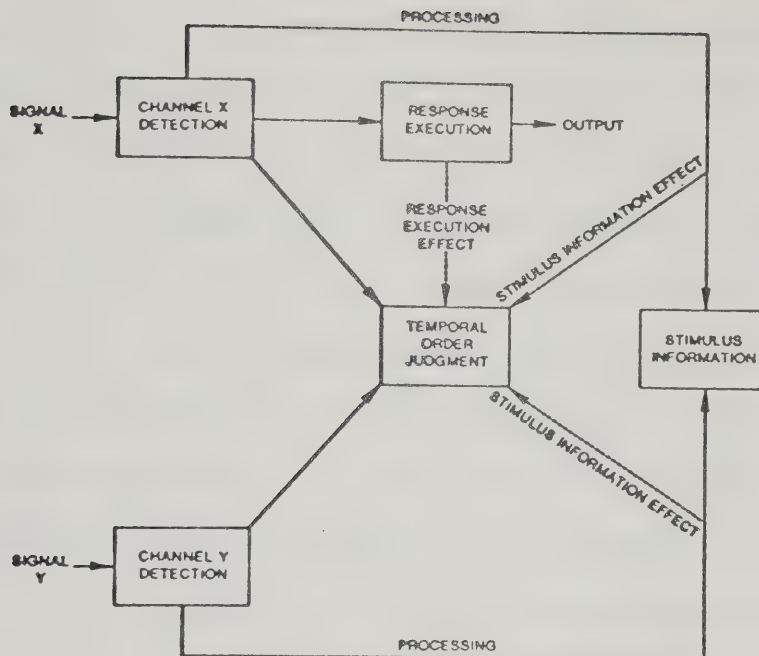 PROCESSING
SIGNAL
X
CHANNEL X
DETECTION
RESPONSE
EXECUTION
OUTPUT
RESPONSE
EXECUTION
EFFECT
STIMULUS INFORMATION EFFECT
TEMPORAL
ORDER
JUDGMENT
STIMULUS
INFORMATION
STIMULUS INFORMATION EFFECT
SIGNAL
Y
CHANNEL Y
DETECTION
PROCESSING